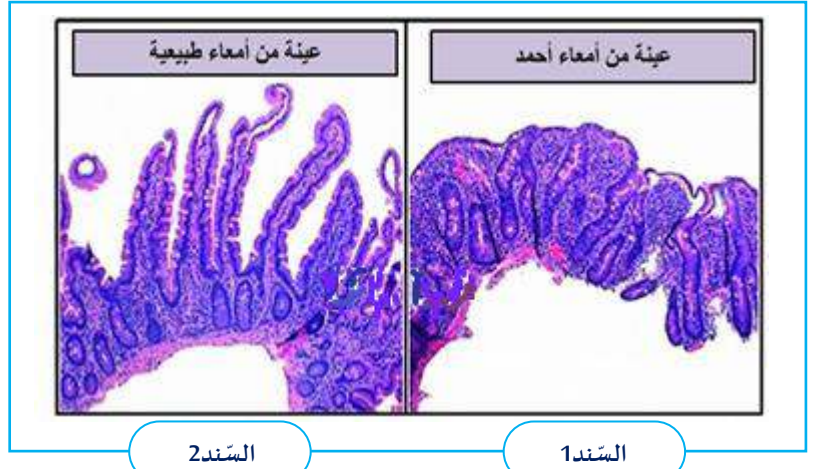 عينة من أمعاء أحمد
عينة من أمعاء طبيعية
السّند1
السّند2